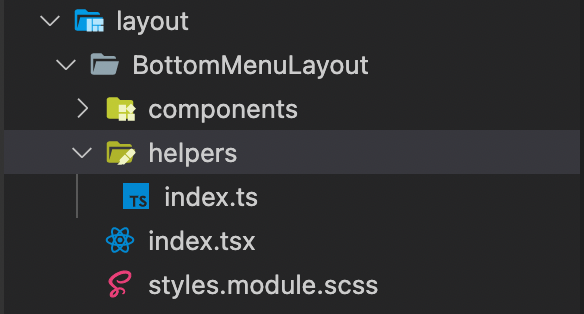 layout
BottomMenuLayout
components
helpers
TS index.ts
index.tsx
styles.module.scss